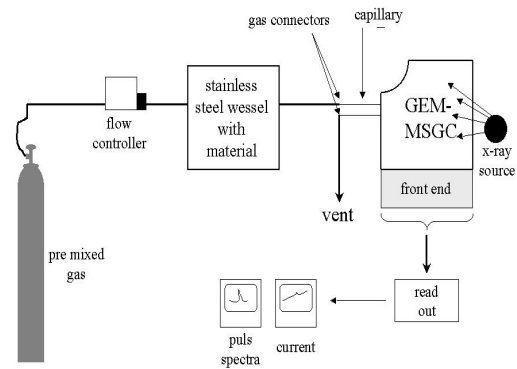 gas connectors
capillary
stainless
steel wessel
with
material
flow
controller
GEM-
MSGC
x-ray
source
front end
vent
pre mixed
gas
read
out
puls
spectra
current